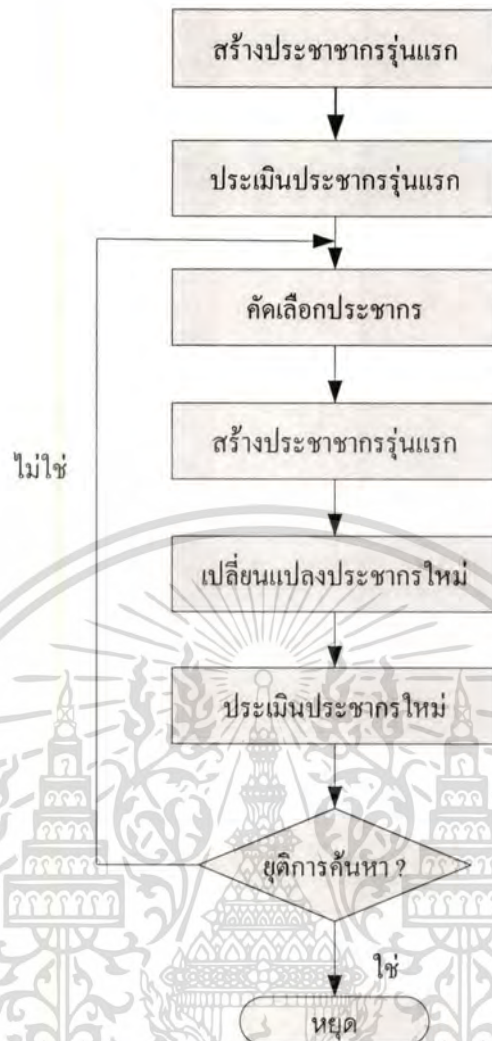 สร้างประชาชากรรุ่นแรก
ประเมินประชากรรุ่นแรก
คัดเลือกประชากร
สร้างประชาชากรรุ่นแรก
ไม่ใช่
เปลี่ยนแปลงประชากรใหม่
ประเมินประชากรใหม่
ยุติการค้นหา ?
ใช่
หยุด